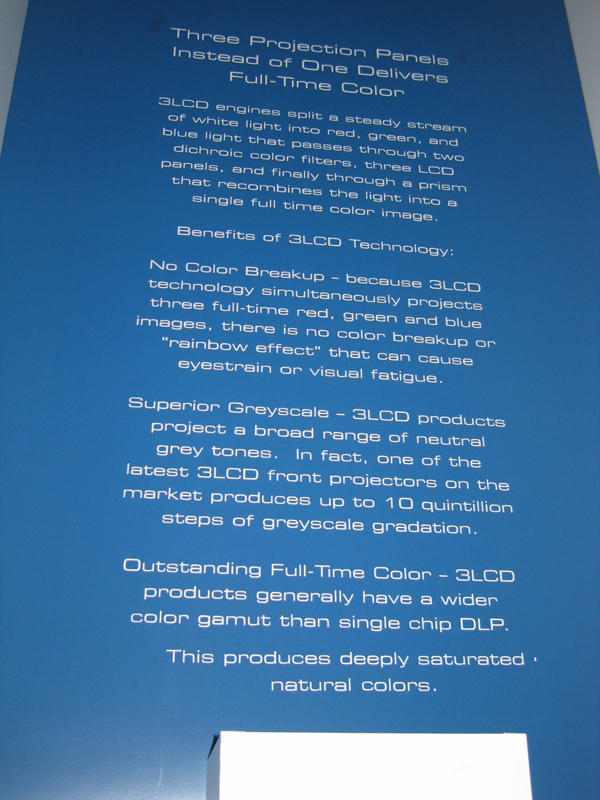 Three Projection Panels
Instead of One Delivers
Full-Time Color
3LCD engines split a steady stream
of white light into red, green, and
blue light that passes through two
dichroic color filters, three LCD
panels, and finally through a prism
that recombines the light into a
single full time color image.
Benefits of 3LCD Technology:
No Color Breakup – because 3LCD
technology simultaneously projects
three full-time red, green and blue
images, there is no color breakup or
"rainbow effect" that can cause
eyestrain or visual fatigue.
Superior Greyscale – 3LCD products
project a broad range of neutral
grey tones. In fact, one of the
latest 3LCD front projectors on the
market produces up to 10 quintillion
steps of greyscale gradation.
Outstanding Full-Time Color – 3LCD
products generally have a wider
color gamut than single chip DLP.
This produces deeply saturated ,
natural colors.